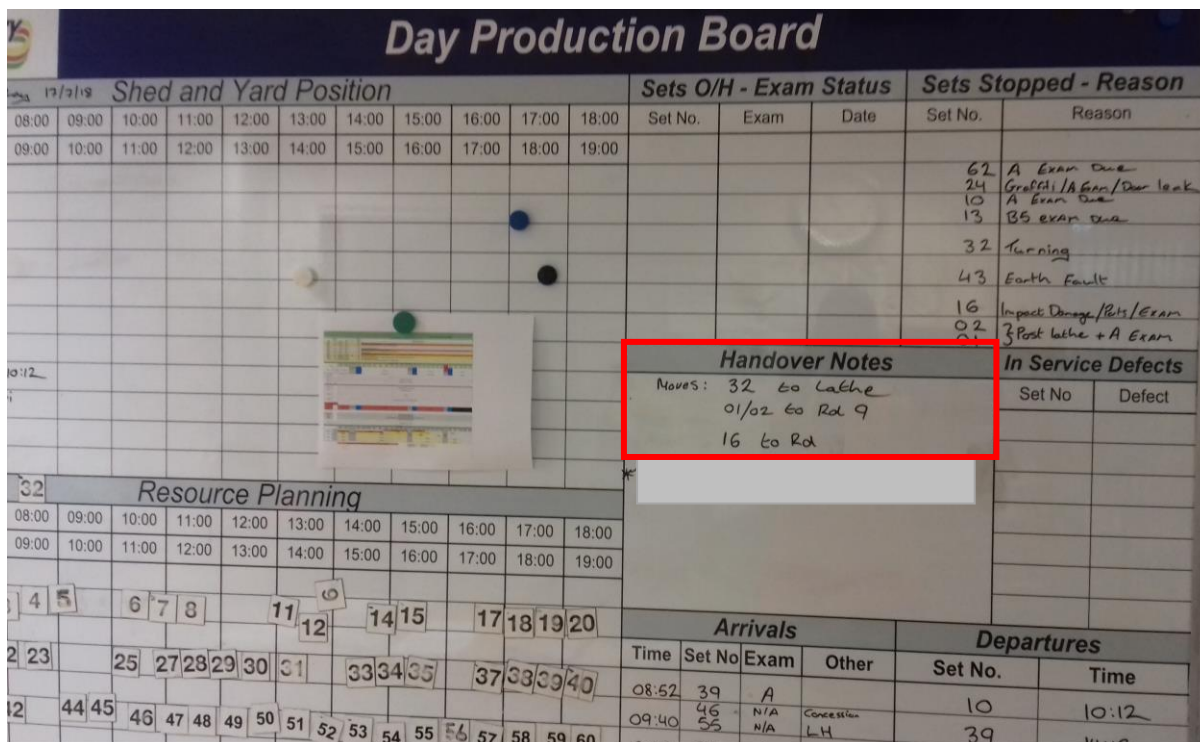 Day Production Board
17/7/18 Shed and Yard Position
08:00 09:00 10:00 11:00 12:00 13:00 14:00 15:00 16:00 17:00 18:00
09:00 10:00 11:00 12:00 13:00 14:00 15:00 16:00 17:00 18:00 19:00
Sets O/H - Exam Status
Set No. Exam Date
Sets Stopped - Reason
Set No. Reason
62 A Exam Due
24 Graffiti/A Exam/Door leak
10 A Exam Due
13 B5 exam due
32 Turning
43 Earth Fault
16 Impact Damage/Pads/Exam
02 } Post lathe + A Exam
01
10:12
Handover Notes
Moves: 32 to Lathe
01/02 to Rd 9
16 to Rd
*
In Service Defects
Set No Defect
32
Resource Planning
08:00 09:00 10:00 11:00 12:00 13:00 14:00 15:00 16:00 17:00 18:00
09:00 10:00 11:00 12:00 13:00 14:00 15:00 16:00 17:00 18:00 19:00
4 5 6 7 8 11 12 9 14 15 17 18 19 20
23 25 27 28 29 30 31 33 34 35 37 38 39 40
44 45 46 47 48 49 50 51 52 53 54 55 56 57 58 59 60
Arrivals
Time Set No Exam Other
08:52 39 A
46 N/A Concession
09:40 55 N/A LH
Departures
Set No. Time
10 10:12
39